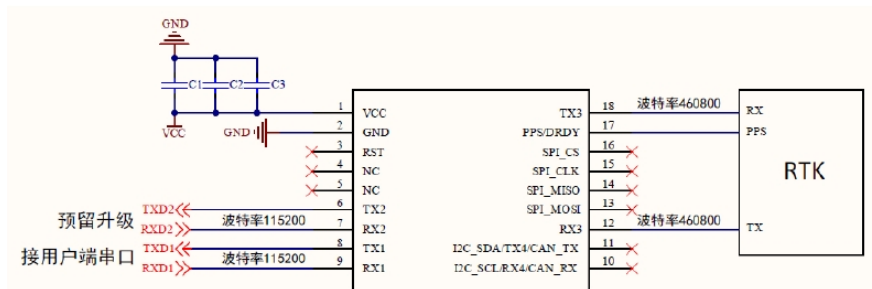 GND
C1 C2 C3
VCC
GND
1 VCC
2 GND
3 RST
4 NC
5 NC
6 TX2
7 RX2
8 TX1
9 RX1
预留升级
TXD2
RXD2
波特率115200
接用户端串口
TXD1
RXD1
波特率115200
TX3 18
PPS/DRDY 17
SPI_CS 16
SPI_CLK 15
SPI_MISO 14
SPI_MOSI 13
RX3 12
I2C_SDA/TX4/CAN_TX 11
I2C_SCL/RX4/CAN_RX 10
波特率460800
波特率460800
RX
PPS
RTK
TX